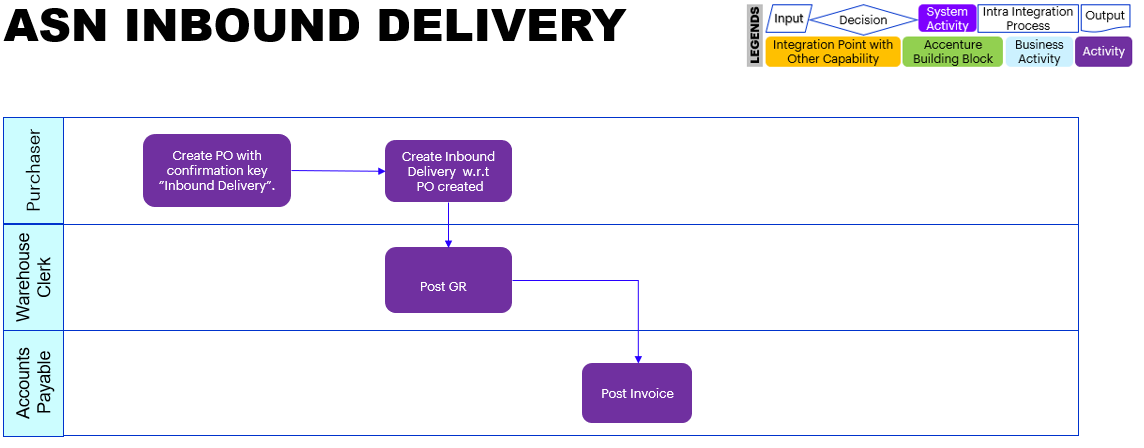 ASN INBOUND DELIVERY
LEGENDS
Input
Decision
System
Activity
Intra Integration
Process
Output
Integration Point with
Other Capability
Accenture
Building Block
Business
Activity
Activity
Purchaser
Create PO with
confirmation key
“Inbound Delivery”.
Create Inbound
Delivery w.r.t
PO created
Warehouse
Clerk
Post GR
Accounts
Payable
Post Invoice